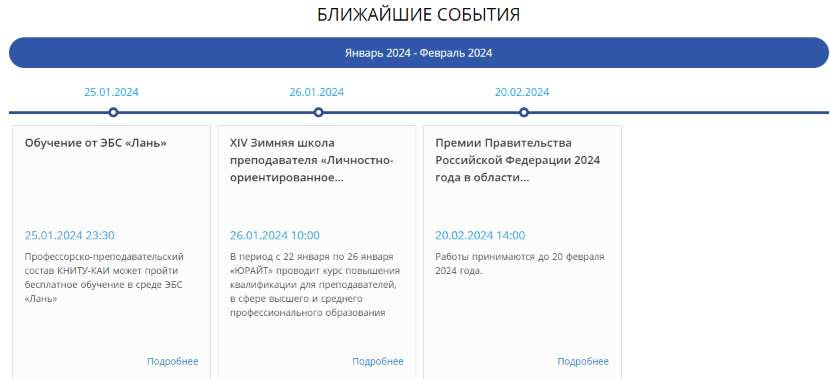 БЛИЖАЙШИЕ СОБЫТИЯ
Январь 2024 - Февраль 2024
25.01.2024
26.01.2024
20.02.2024
Обучение от ЭБС «Лань»
25.01.2024 23:30
Профессорско-преподавательский
состав КНИТУ-КАИ может пройти
бесплатное обучение в среде ЭБС
«Лань»
Подробнее
XIV Зимняя школа
преподавателя «Личностно-
ориентированное...
26.01.2024 10:00
В период с 22 января по 26 января
«ЮРАЙТ» проводит курс повышения
квалификации для преподавателей,
в сфере высшего и среднего
профессионального образования
Подробнее
Премии Правительства
Российской Федерации 2024
года в области...
20.02.2024 14:00
Работы принимаются до 20 февраля
2024 года.
Подробнее